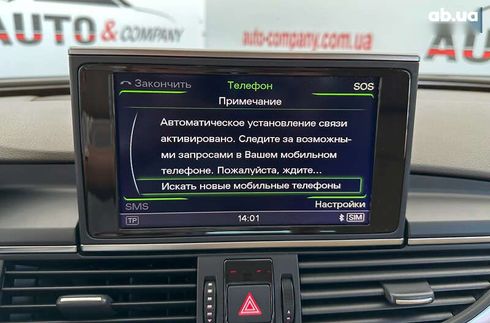 ab.ua
AUTO & COMPANY
auto-company.com.ua
Закончить
Телефон
SOS
Примечание
Автоматическое установление связи
активировано. Следите за возможны-
ми запросами в Вашем мобильном
телефоне. Пожалуйста, ждите...
Искать новые мобильные телефоны
SMS
Настройки
TP
14:01
SIM